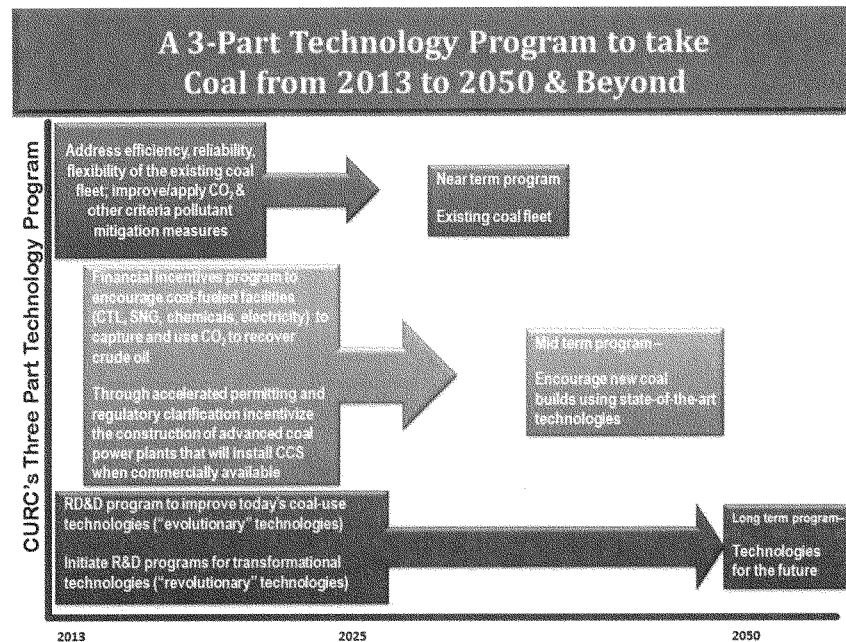 A 3-Part Technology Program to take
Coal from 2013 to 2050 & Beyond
CURC's Three Part Technology Program
Address efficiency, reliability,
flexibility of the existing coal
fleet; improve/apply CO₂ &
other criteria pollutant
mitigation measures
Near term program
Existing coal fleet
Financial incentives program to
encourage coal-fueled facilities
(CTL, SNG, chemicals, electricity) to
capture and use CO₂ to recover
crude oil
Through accelerated permitting and
regulatory clarification incentivize
the construction of advanced coal
power plants that will install CCS
when commercially available
Mid term program–
Encourage new coal
builds using state-of-the-art
technologies
RD&D program to improve today's coal-use
technologies ("evolutionary" technologies)
Initiate R&D programs for transformational
technologies ("revolutionary" technologies)
Long term program–
Technologies
for the future
2013
2025
2050